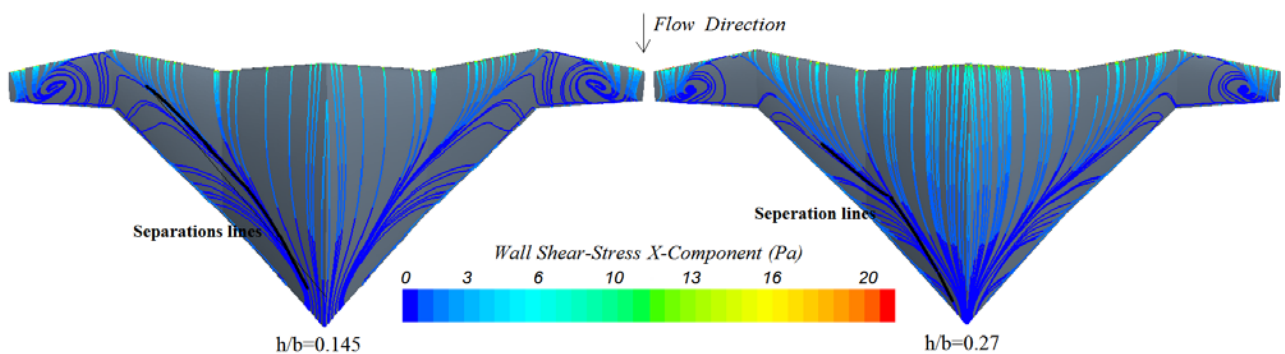 Flow Direction
Separations lines
Seperation lines
Wall Shear-Stress X-Component (Pa)
0 3 6 10 13 16 20
h/b=0.145
h/b=0.27